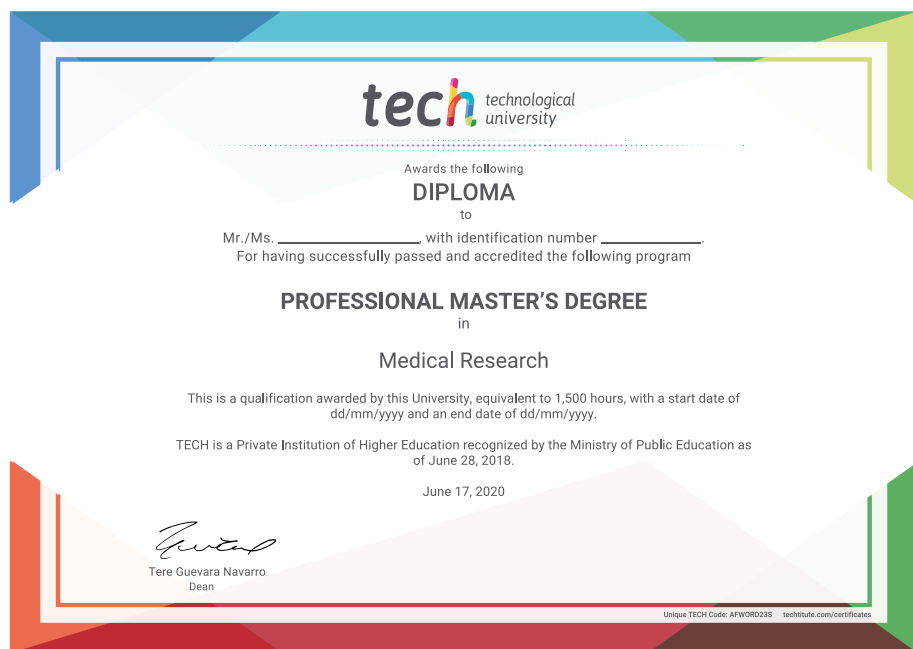 tech technological
university
Awards the following
DIPLOMA
to
Mr./Ms. ____________________, with identification number ______________.
For having successfully passed and accredited the following program
PROFESSIONAL MASTER'S DEGREE
in
Medical Research
This is a qualification awarded by this University, equivalent to 1,500 hours, with a start date of
dd/mm/yyyy and an end date of dd/mm/yyyy.
TECH is a Private Institution of Higher Education recognized by the Ministry of Public Education as
of June 28, 2018.
June 17, 2020
Tere Guevara Navarro
Dean
Unique TECH Code: AFWORD23S techtitute.com/certificates